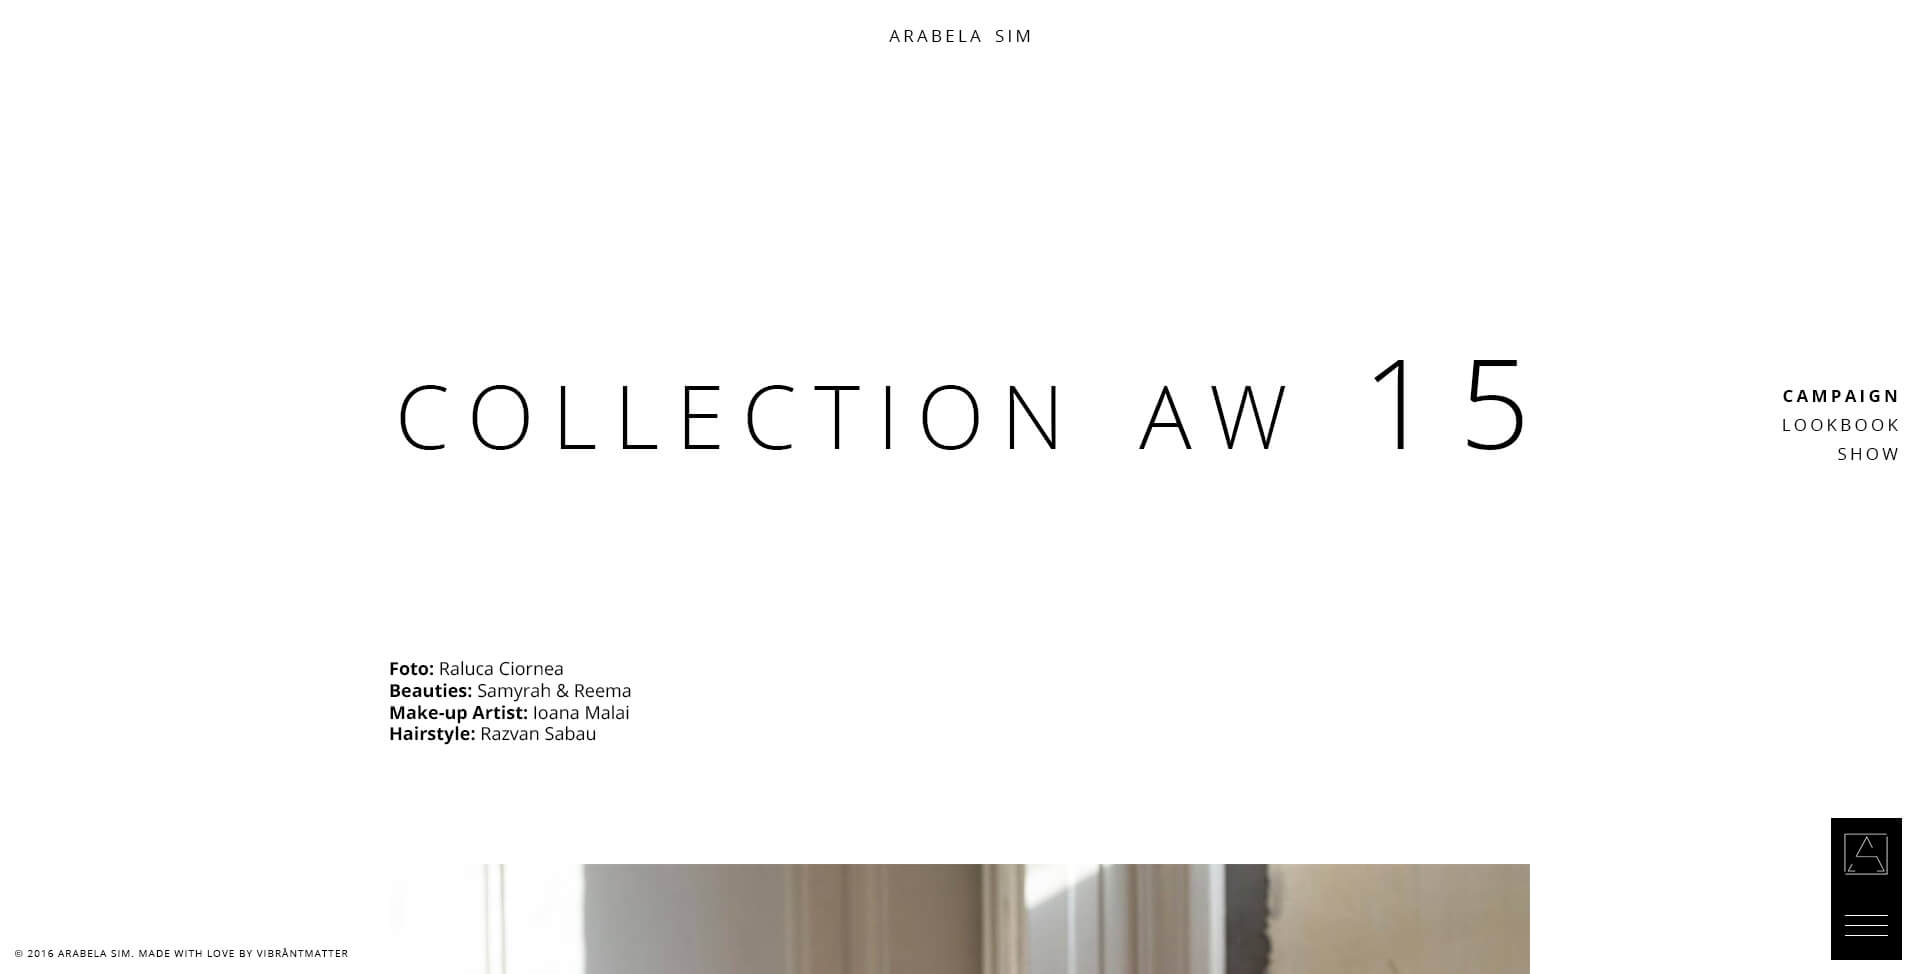 ARABELA SIM
COLLECTION AW 15
CAMPAIGN
LOOKBOOK
SHOW
Foto: Raluca Ciornea
Beauties: Samyrah & Reema
Make-up Artist: Ioana Malai
Hairstyle: Razvan Sabau
© 2016 ARABELA SIM. MADE WITH LOVE BY VIBRÅNTMATTER